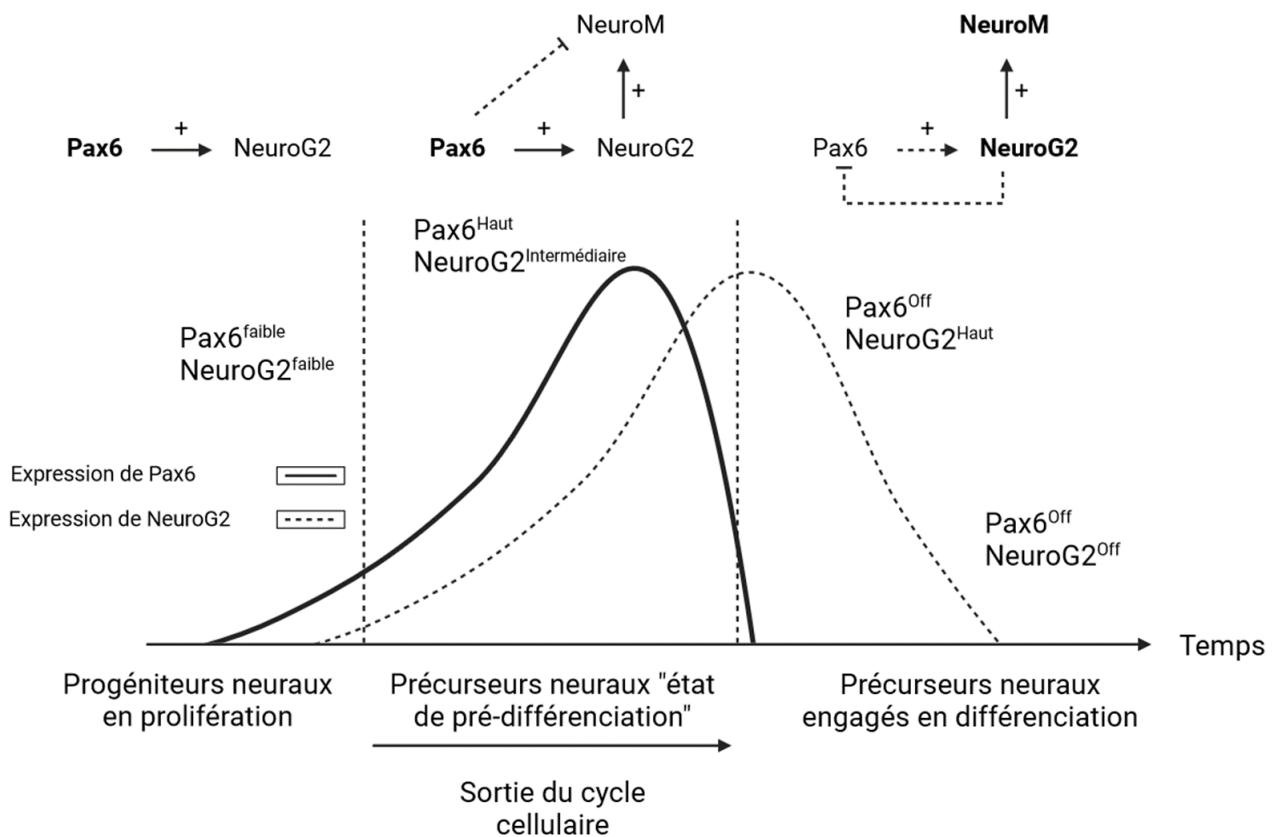 NeuroM
NeuroM
+
+
Pax6
+
NeuroG2
Pax6
+
NeuroG2
Pax6
+
NeuroG2
Pax6Haut
NeuroG2Intermédiaire
Pax6faible
NeuroG2faible
Pax6Off
NeuroG2Haut
Expression de Pax6
Expression de NeuroG2
Pax6Off
NeuroG2Off
Temps
Progéniteurs neuraux
en prolifération
Précurseurs neuraux "état
de pré-différenciation"
Précurseurs neuraux
engagés en différenciation
Sortie du cycle
cellulaire